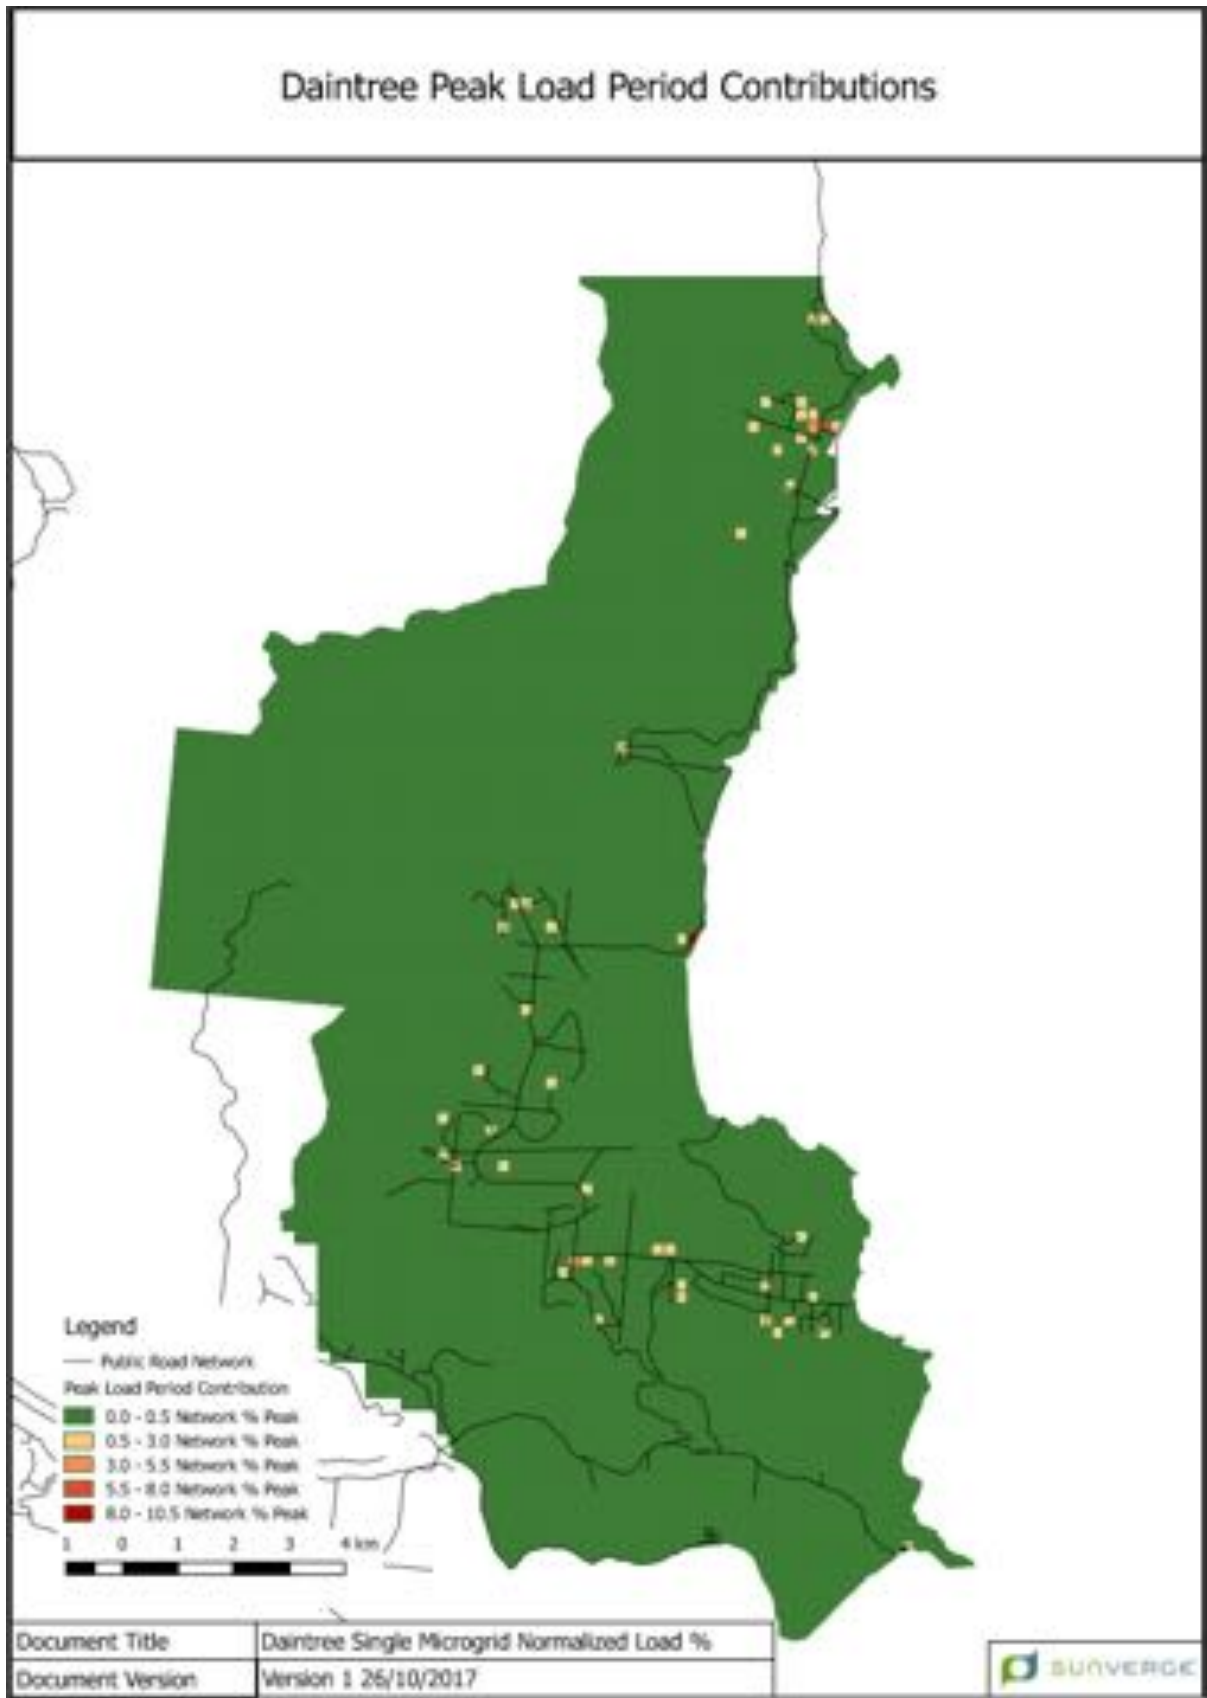 Daintree Peak Load Period Contributions
Legend
Public Road Network
Peak Load Period Contribution
0.0 - 0.5 Network % Peak
0.5 - 3.0 Network % Peak
3.0 - 5.5 Network % Peak
5.5 - 8.0 Network % Peak
8.0 - 10.5 Network % Peak
1 0 1 2 3 4 km
Document Title Daintree Single Microgrid Normalized Load %
Document Version Version 1 26/10/2017
SUNVERGE